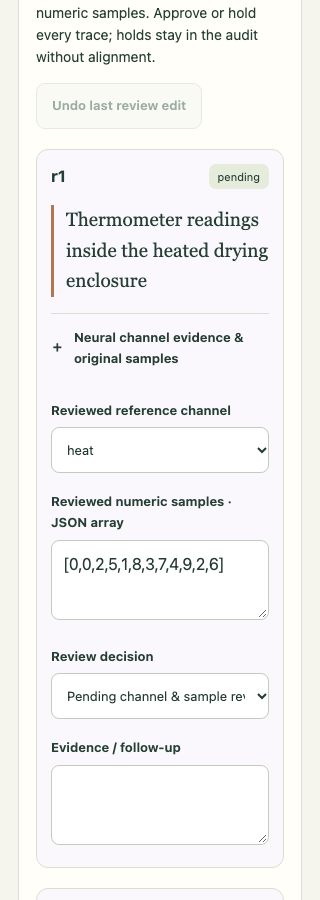 numeric samples. Approve or hold
every trace; holds stay in the audit
without alignment.
Undo last review edit
r1
pending
Thermometer readings
inside the heated drying
enclosure
+ Neural channel evidence &
original samples
Reviewed reference channel
heat
Reviewed numeric samples ·
JSON array
[0,0,2,5,1,8,3,7,4,9,2,6]
Review decision
Pending channel & sample
Evidence / follow-up